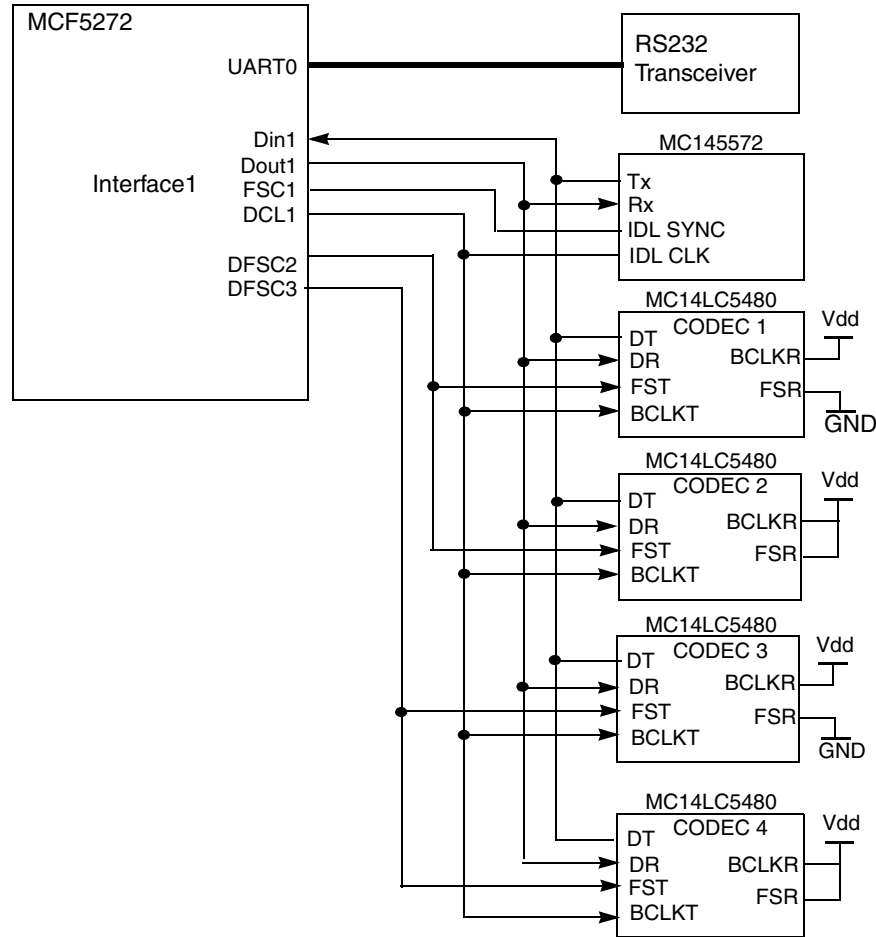 MCF5272
UART0
Din1
Dout1
Interface1
FSC1
DCL1
DFSC2
DFSC3
RS232
Transceiver
MC145572
Tx
Rx
IDL SYNC
IDL CLK
MC14LC5480
CODEC 1
Vdd
DT
BCLKR
DR
FST
FSR
BCLKT
GND
MC14LC5480
CODEC 2
Vdd
DT
BCLKR
DR
FST
FSR
BCLKT
MC14LC5480
CODEC 3
Vdd
DT
BCLKR
DR
FST
FSR
BCLKT
GND
MC14LC5480
CODEC 4
Vdd
DT
BCLKR
DR
FST
FSR
BCLKT